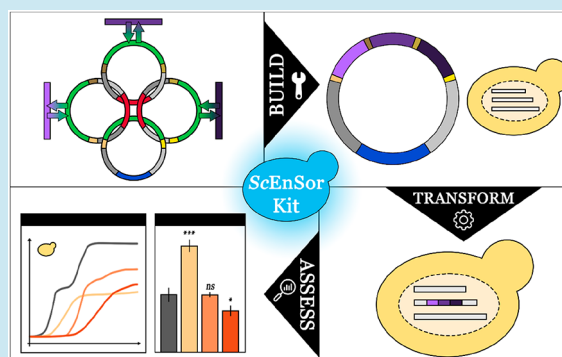 BUILD
ScEnSor
Kit
TRANSFORM
ASSESS
***
ns
*